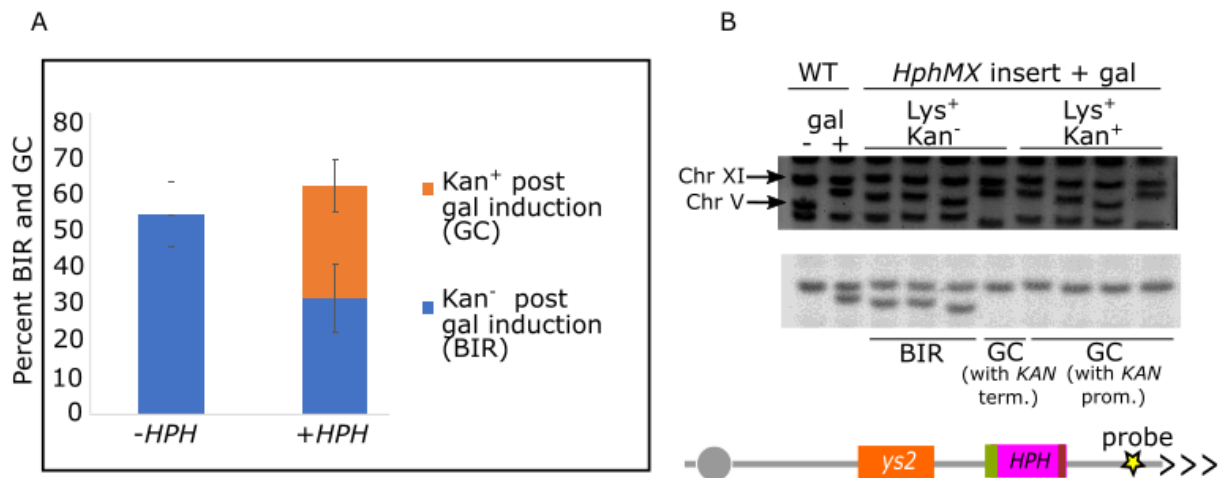 A
Percent BIR and GC
80
70
60
50
40
30
20
10
0
-HPH
+HPH
Kan+ post
gal induction
(GC)
Kan- post
gal induction
(BIR)
B
WT
HphMX insert + gal
gal
- +
Lys+
Kan-
Lys+
Kan+
Chr XI
Chr V
BIR
GC
(with KAN
term.)
GC
(with KAN
prom.)
ys2
HPH
probe
>>>